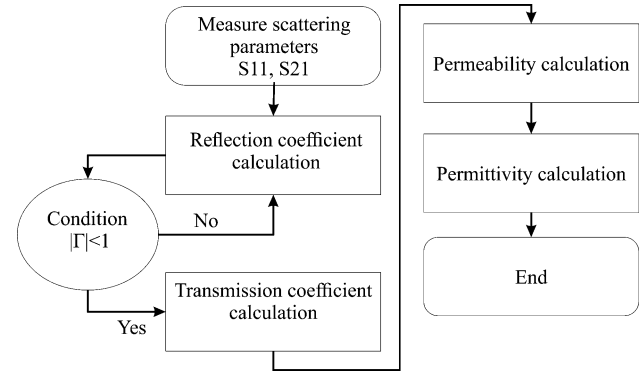 Measure scattering
parameters
S11, S21
Reflection coefficient
calculation
Condition
|Γ|<1
No
Yes
Transmission coefficient
calculation
Permeability calculation
Permittivity calculation
End